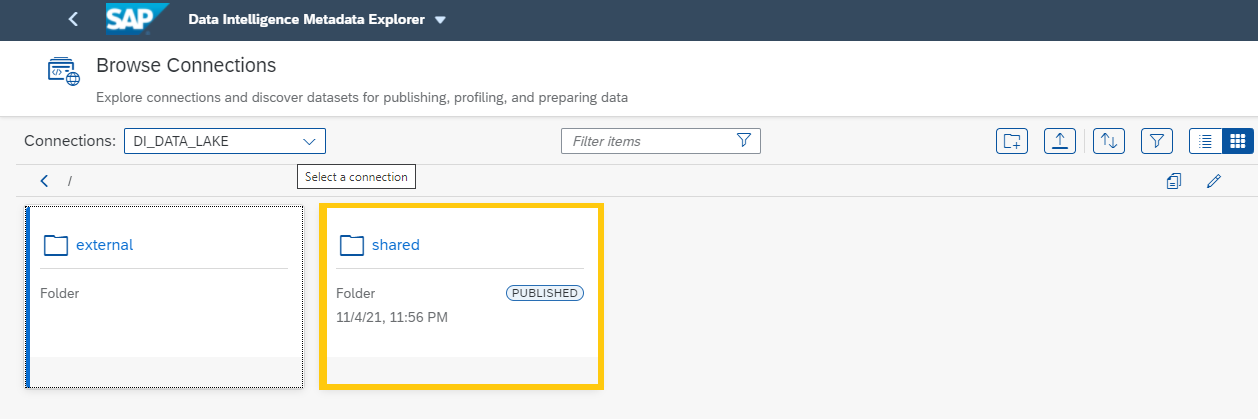 SAP Data Intelligence Metadata Explorer
Browse Connections
Explore connections and discover datasets for publishing, profiling, and preparing data
Connections: DI_DATA_LAKE Filter items
Select a connection
/
external shared
Folder Folder PUBLISHED
11/4/21, 11:56 PM